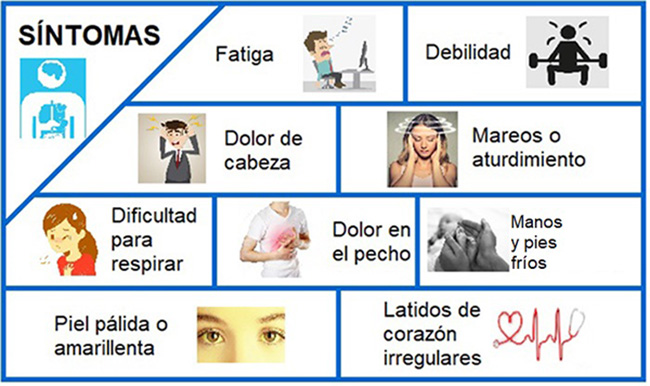 SÍNTOMAS
Fatiga
Debilidad
Dolor de
cabeza
Mareos o
aturdimiento
Dificultad
para
respirar
Dolor en
el pecho
Manos
y pies
fríos
Piel pálida o
amarillenta
Latidos de
corazón
irregulares